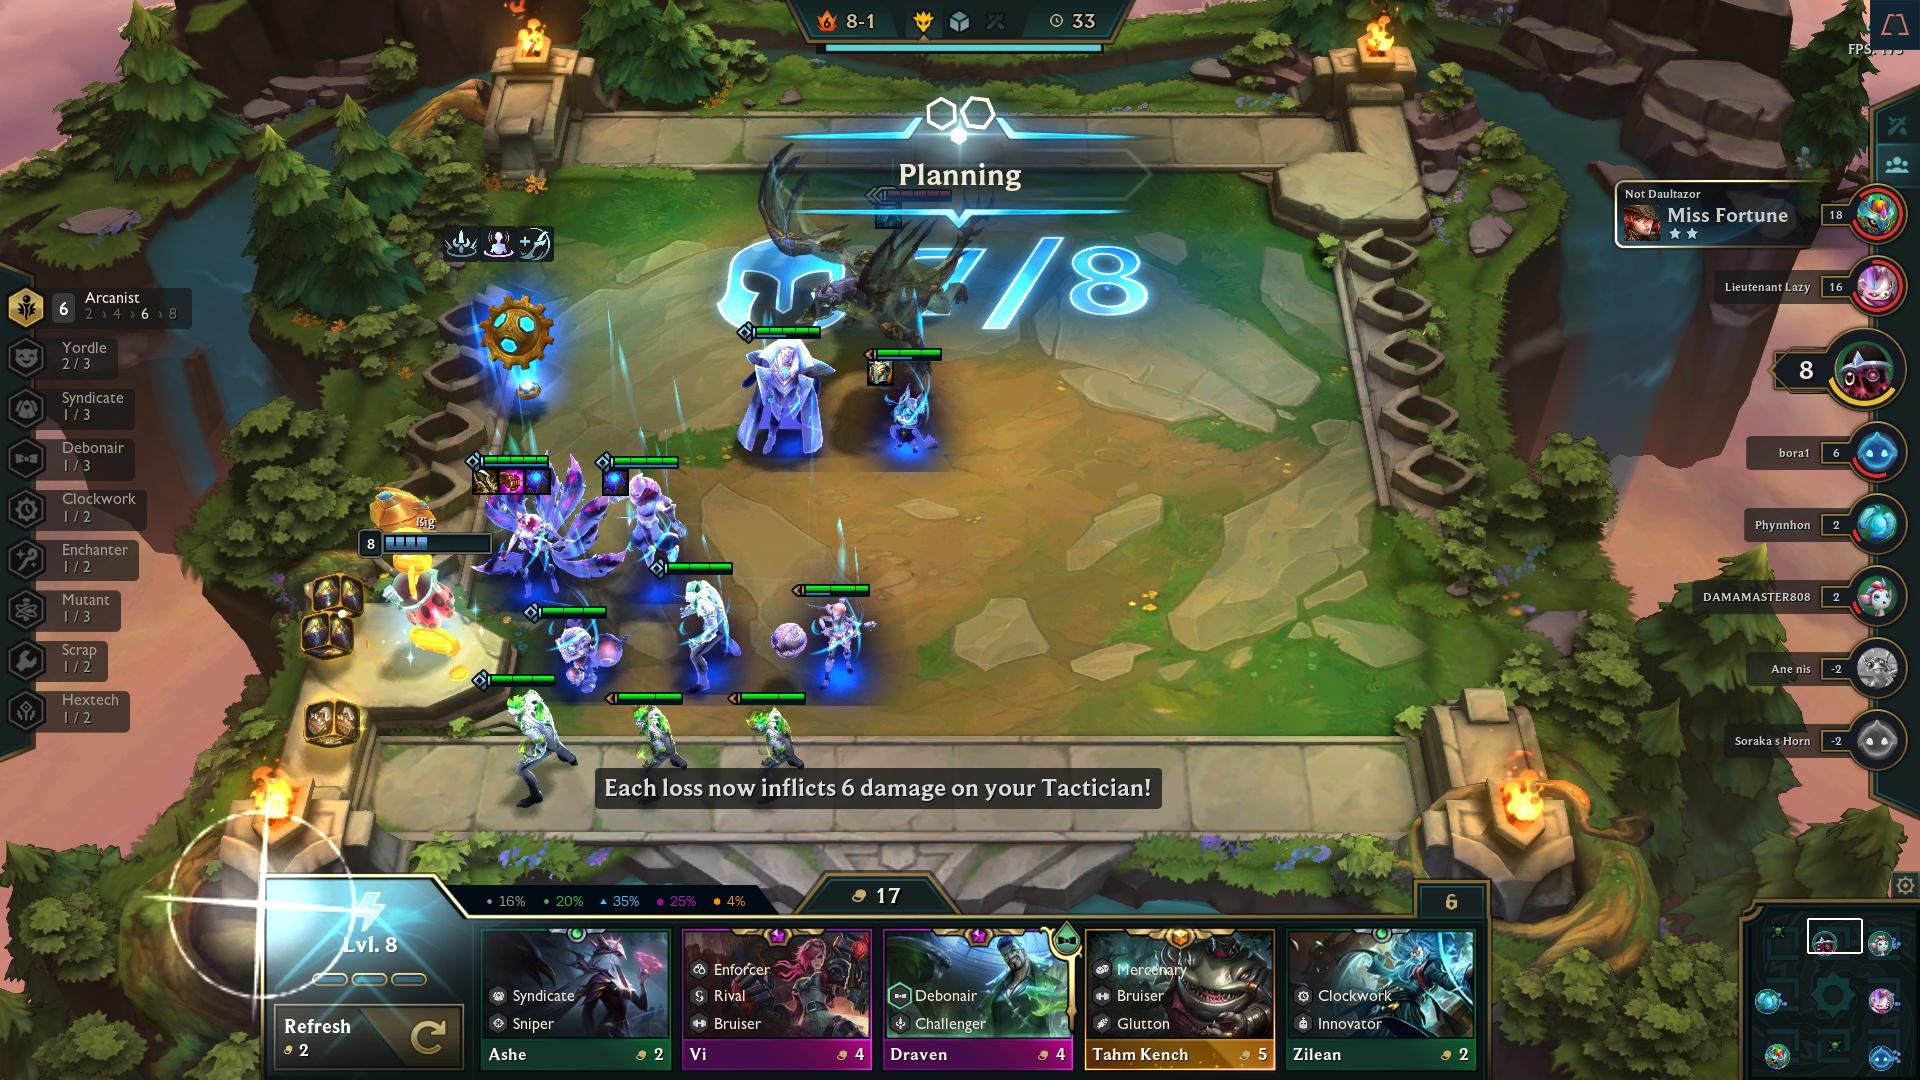 8-1
33
FPS:
Planning
7/8
Not Daultazor
Miss Fortune
18
Lieutenant Lazy
16
8
bora1
6
Phynnhon
2
DAMAMASTER808
2
Ane nis
-2
Soraka s Horn
-2
6
Arcanist
2 › 4 › 6 › 8
Yordle
2 / 3
Syndicate
1 / 3
Debonair
1 / 3
Clockwork
1 / 2
Enchanter
1 / 2
Mutant
1 / 3
Scrap
1 / 2
Hextech
1 / 2
8
Each loss now inflicts 6 damage on your Tactician!
16%
20%
35%
25%
4%
17
6
Lvl. 8
Refresh
2
Syndicate
Sniper
Ashe
2
Enforcer
Rival
Bruiser
Vi
4
Debonair
Challenger
Draven
4
Mercenary
Bruiser
Glutton
Tahm Kench
5
Clockwork
Innovator
Zilean
2